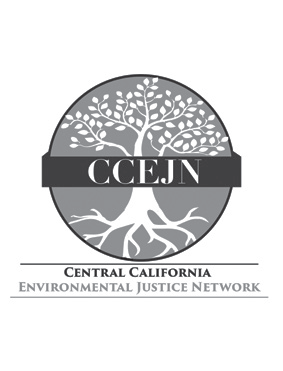 CCEJN
CENTRAL CALIFORNIA
ENVIRONMENTAL JUSTICE NETWORK